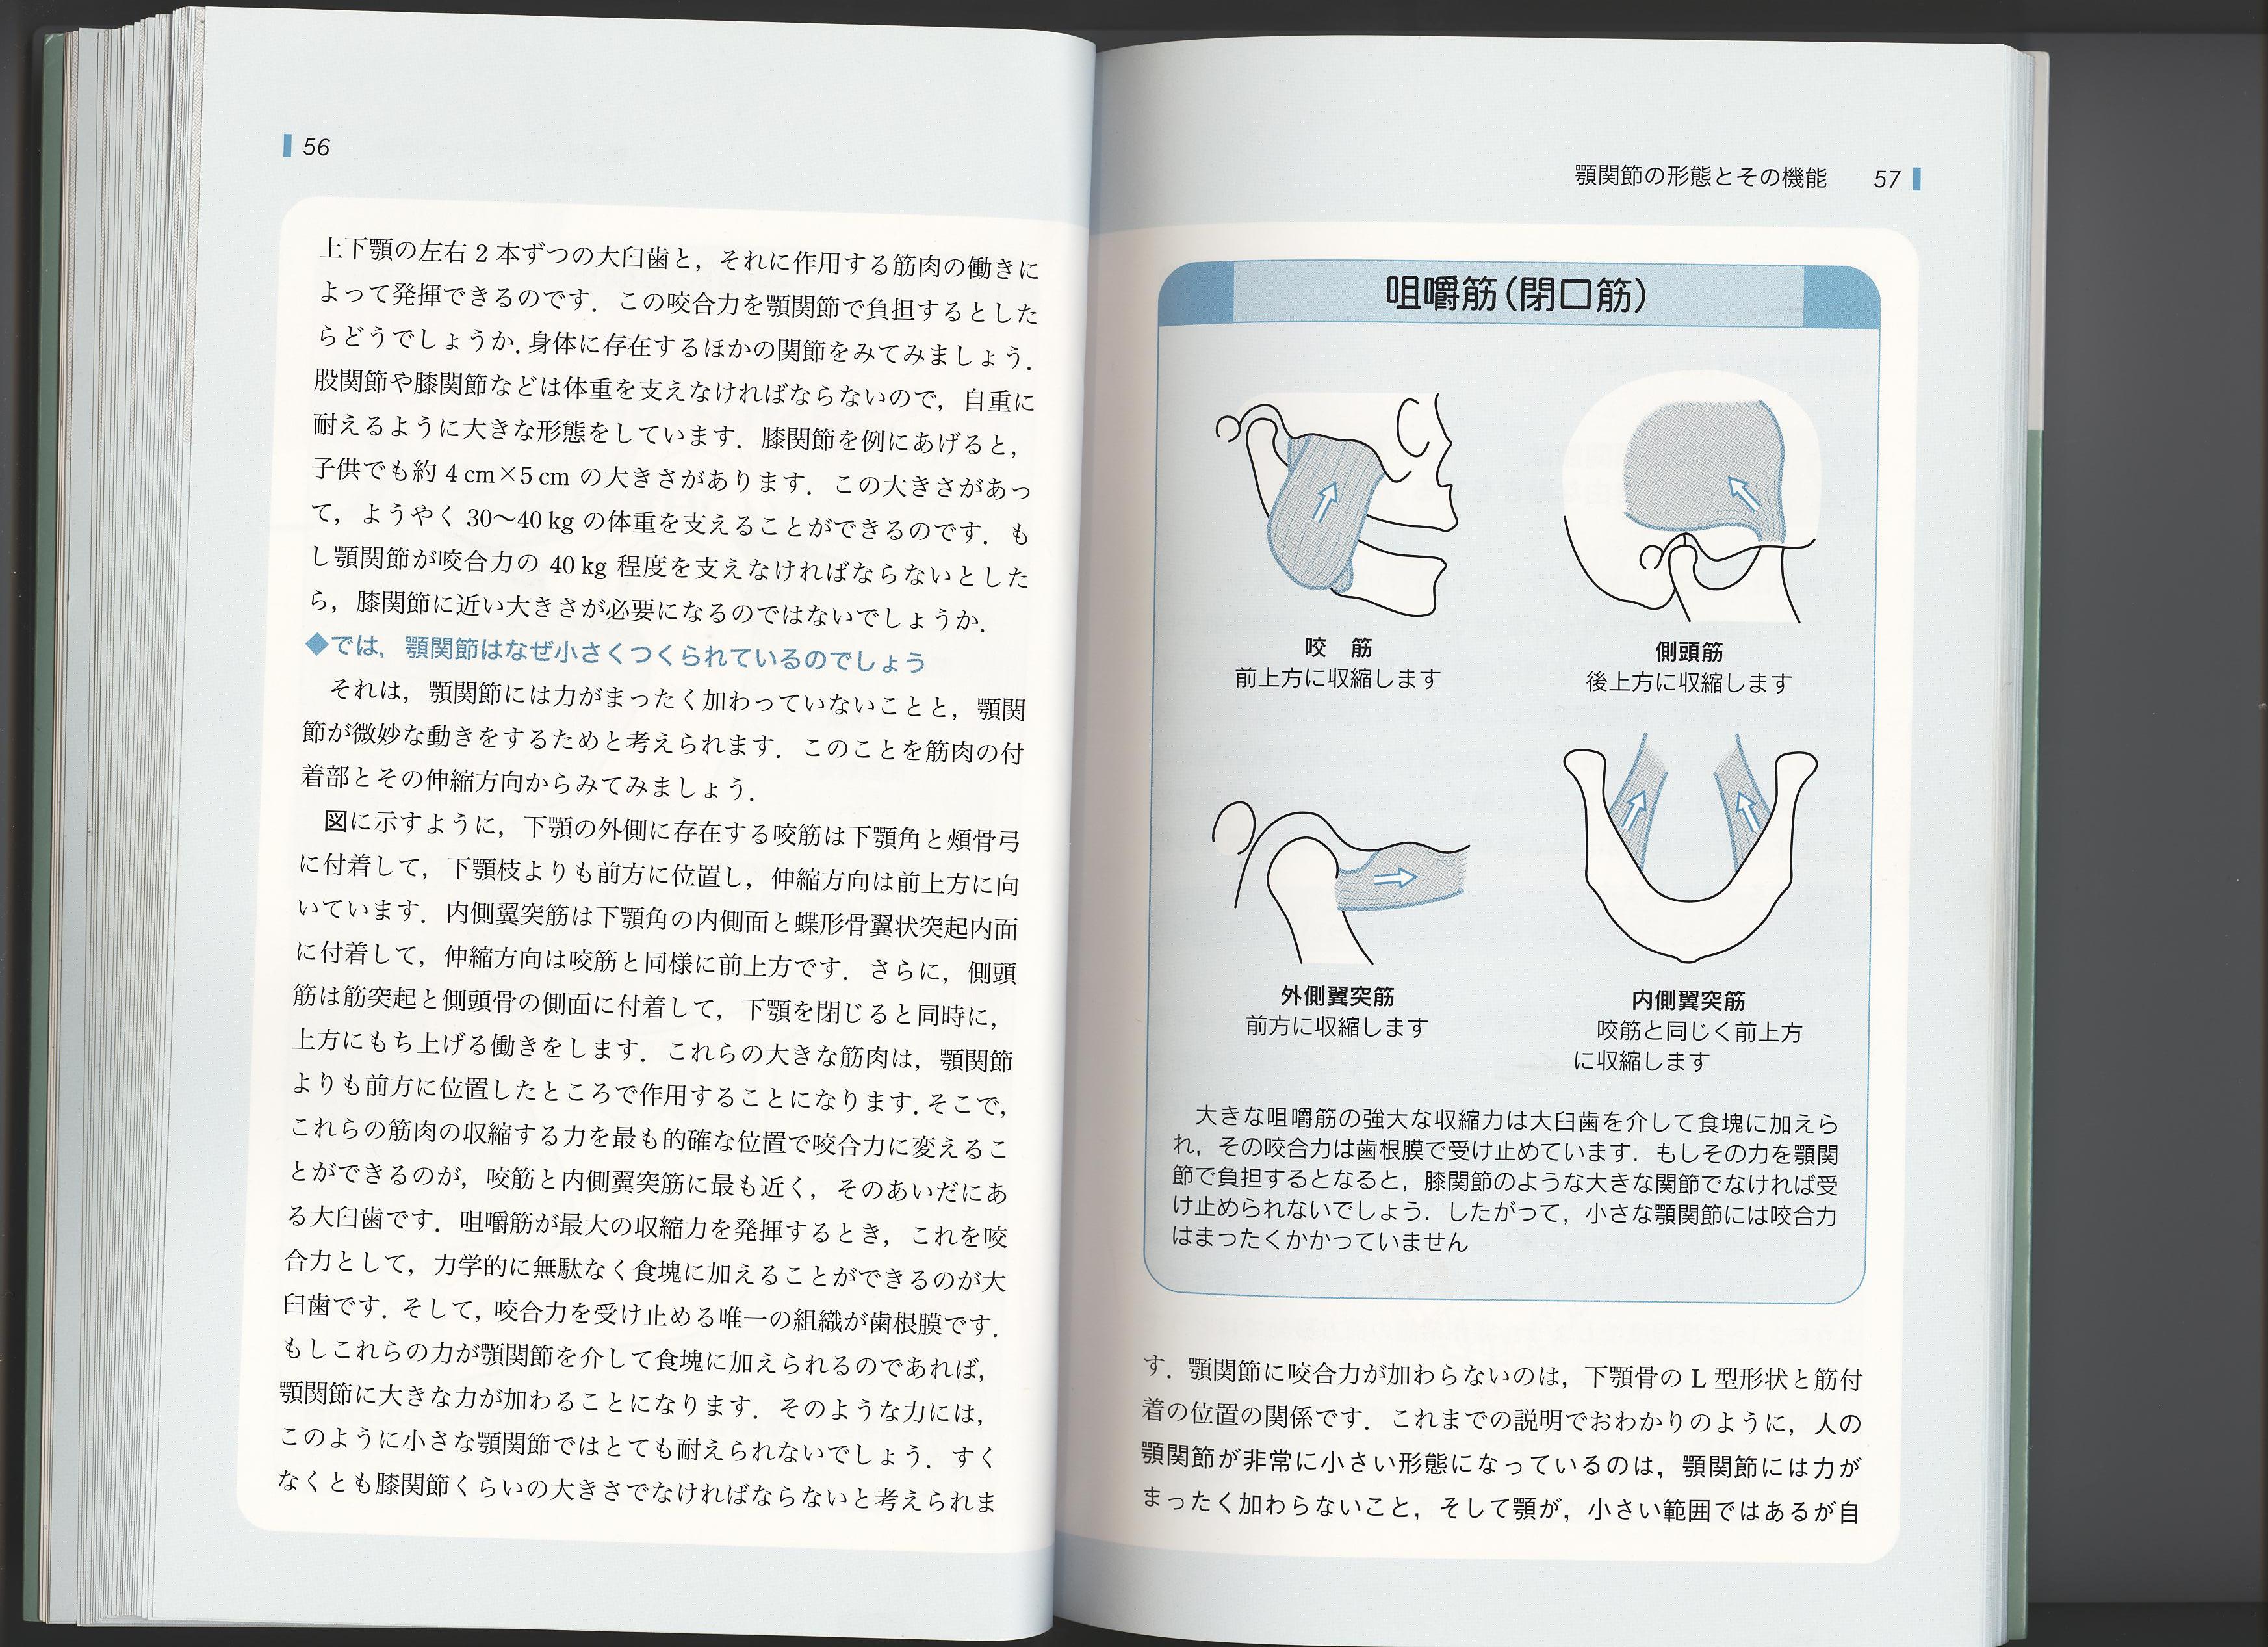 56
上下顎の左右 2 本ずつの大臼歯と，それに作用する筋肉の働きに
よって発揮できるのです．この咬合力を顎関節で負担するとした
らどうでしょうか．身体に存在するほかの関節をみてみましょう．
股関節や膝関節などは体重を支えなければならないので，自重に
耐えるように大きな形態をしています．膝関節を例にあげると，
子供でも約 4 cm×5 cm の大きさがあります．この大きさがあっ
て，ようやく 30〜40 kg の体重を支えることができるのです．も
し顎関節が咬合力の 40 kg 程度を支えなければならないとした
ら，膝関節に近い大きさが必要になるのではないでしょうか．
◆では，顎関節はなぜ小さくつくられているのでしょう
それは，顎関節には力がまったく加わっていないことと，顎関
節が微妙な動きをするためと考えられます．このことを筋肉の付
着部とその伸縮方向からみてみましょう．
図に示すように，下顎の外側に存在する咬筋は下顎角と頰骨弓
に付着して，下顎枝よりも前方に位置し，伸縮方向は前上方に向
いています．内側翼突筋は下顎角の内側面と蝶形骨翼状突起内面
に付着して，伸縮方向は咬筋と同様に前上方です．さらに，側頭
筋は筋突起と側頭骨の側面に付着して，下顎を閉じると同時に，
上方にもち上げる働きをします．これらの大きな筋肉は，顎関節
よりも前方に位置したところで作用することになります．そこで，
これらの筋肉の収縮する力を最も的確な位置で咬合力に変えるこ
とができるのが，咬筋と内側翼突筋に最も近く，そのあいだにあ
る大臼歯です．咀嚼筋が最大の収縮力を発揮するとき，これを咬
合力として，力学的に無駄なく食塊に加えることができるのが大
臼歯です．そして，咬合力を受け止める唯一の組織が歯根膜です．
もしこれらの力が顎関節を介して食塊に加えられるのであれば，
顎関節に大きな力が加わることになります．そのような力には，
このように小さな顎関節ではとても耐えられないでしょう．すく
なくとも膝関節くらいの大きさでなければならないと考えられま
顎関節の形態とその機能 57
咀嚼筋（閉口筋）
咬　筋
前上方に収縮します
側頭筋
後上方に収縮します
外側翼突筋
前方に収縮します
内側翼突筋
咬筋と同じく前上方
に収縮します
大きな咀嚼筋の強大な収縮力は大臼歯を介して食塊に加えら
れ，その咬合力は歯根膜で受け止めています．もしその力を顎関
節で負担するとなると，膝関節のような大きな関節でなければ受
け止められないでしょう．したがって，小さな顎関節には咬合力
はまったくかかっていません
す．顎関節に咬合力が加わらないのは，下顎骨の L 型形状と筋付
着の位置の関係です．これまでの説明でおわかりのように，人の
顎関節が非常に小さい形態になっているのは，顎関節には力が
まったく加わらないこと，そして顎が，小さい範囲ではあるが自